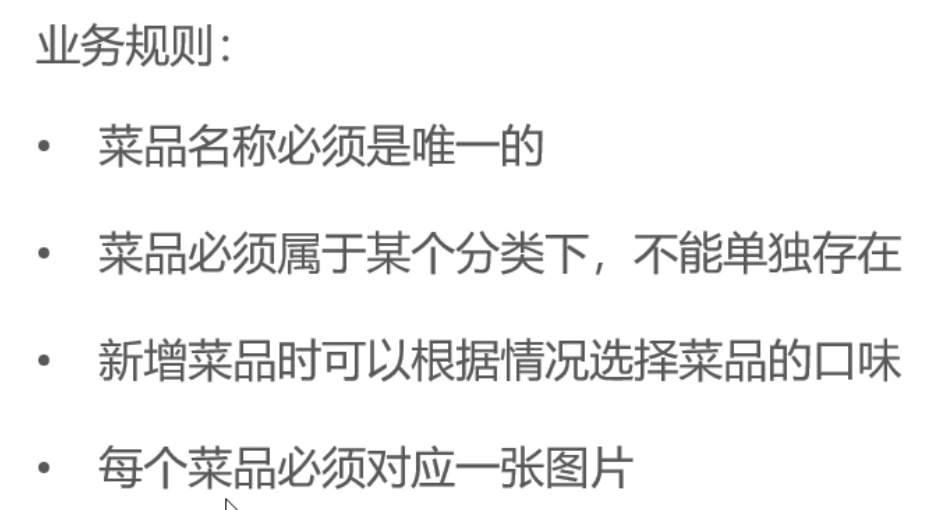 业务规则：
• 菜品名称必须是唯一的
• 菜品必须属于某个分类下，不能单独存在
• 新增菜品时可以根据情况选择菜品的口味
• 每个菜品必须对应一张图片